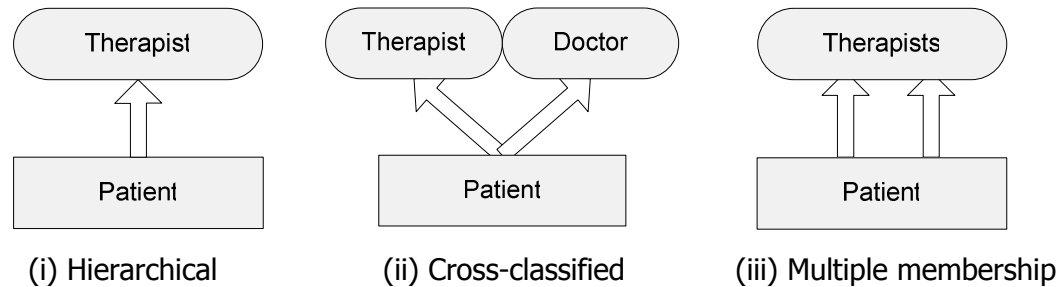 Therapist
Patient
(i) Hierarchical
Therapist
Doctor
Patient
(ii) Cross-classified
Therapists
Patient
(iii) Multiple membership